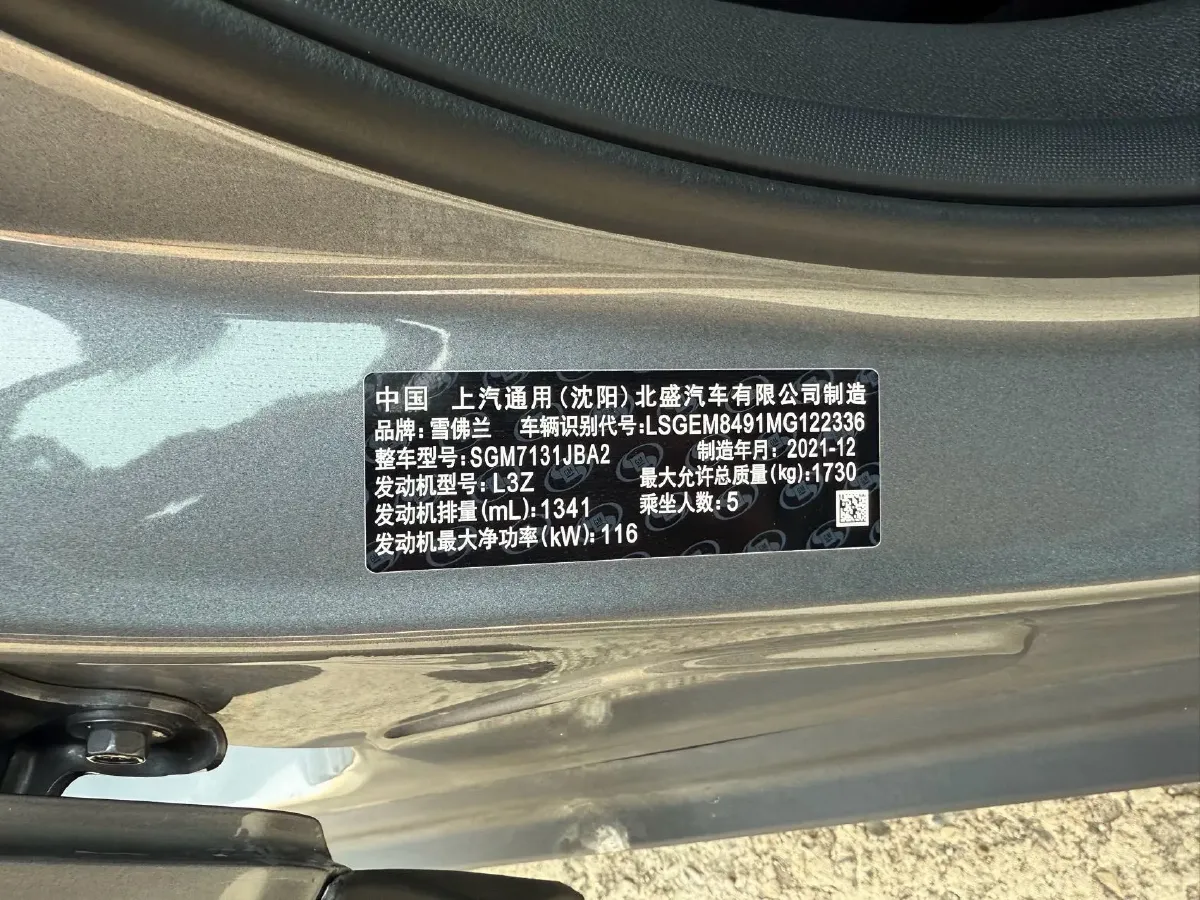 中国 上汽通用(沈阳)北盛汽车有限公司制造
品牌:雪佛兰 车辆识别代号:LSGEM8491MG122336
整车型号:SGM7131JBA2 制造年月:2021-12
发动机型号:L3Z 最大允许总质量(kg):1730
发动机排量(mL):1341 乘坐人数:5
发动机最大净功率(kW):116